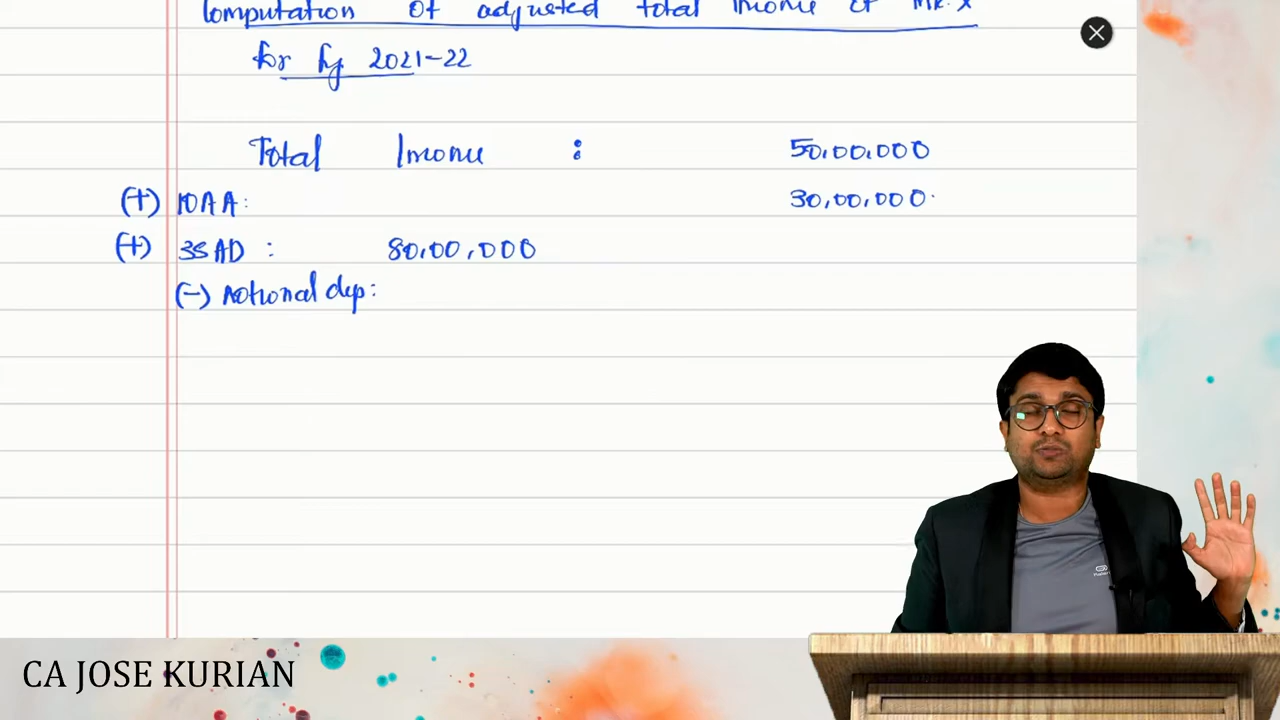 Computation of adjusted total Income of Mr. X
for fy 2021-22
Total Income : 50,00,000
(+) 10AA: 30,00,000
(+) 35AD : 80,00,000
(-) Notional dep:
CA JOSE KURIAN